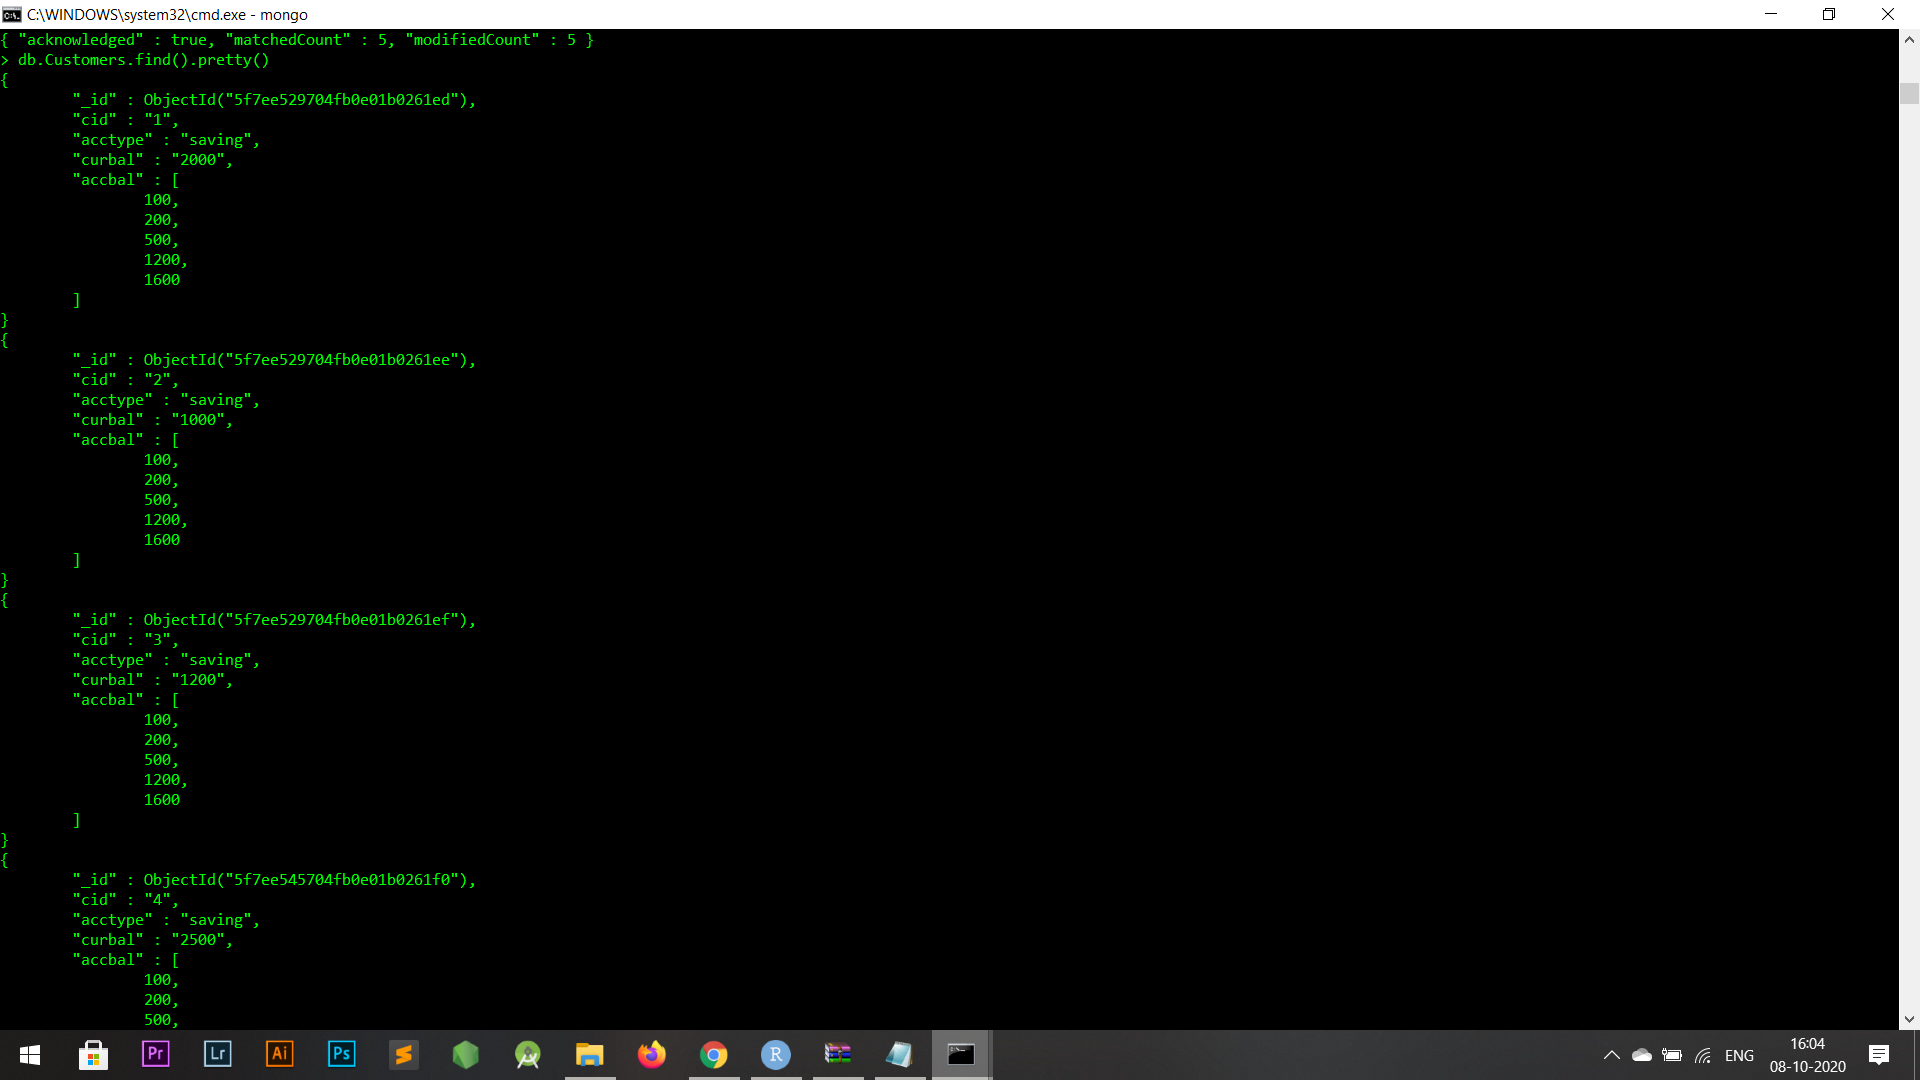 C:\WINDOWS\system32\cmd.exe - mongo
{ "acknowledged" : true, "matchedCount" : 5, "modifiedCount" : 5 }
> db.Customers.find().pretty()
{
"_id" : ObjectId("5f7ee529704fb0e01b0261ed"),
"cid" : "1",
"acctype" : "saving",
"curbal" : "2000",
"accbal" : [
100,
200,
500,
1200,
1600
]
}
{
"_id" : ObjectId("5f7ee529704fb0e01b0261ee"),
"cid" : "2",
"acctype" : "saving",
"curbal" : "1000",
"accbal" : [
100,
200,
500,
1200,
1600
]
}
{
"_id" : ObjectId("5f7ee529704fb0e01b0261ef"),
"cid" : "3",
"acctype" : "saving",
"curbal" : "1200",
"accbal" : [
100,
200,
500,
1200,
1600
]
}
{
"_id" : ObjectId("5f7ee545704fb0e01b0261f0"),
"cid" : "4",
"acctype" : "saving",
"curbal" : "2500",
"accbal" : [
100,
200,
500,
Pr Lr Ai Ps R ENG
16:04
08-10-2020